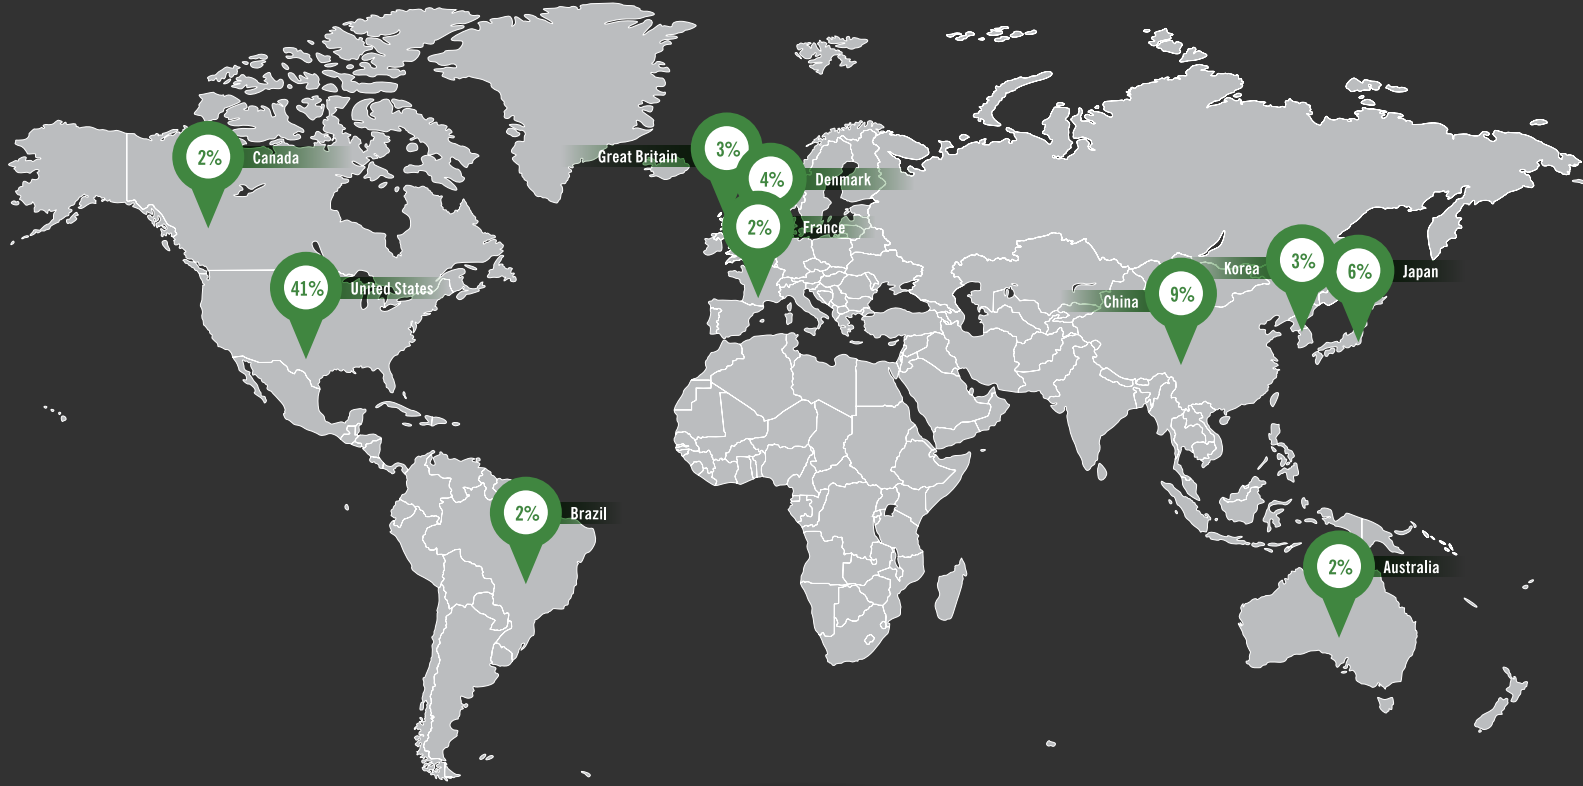 3%
Great Britain
2%
Canada
4%
Denmark
2%
France
3%
Korea
6%
Japan
41%
United States
9%
China
2%
Brazil
2%
Australia